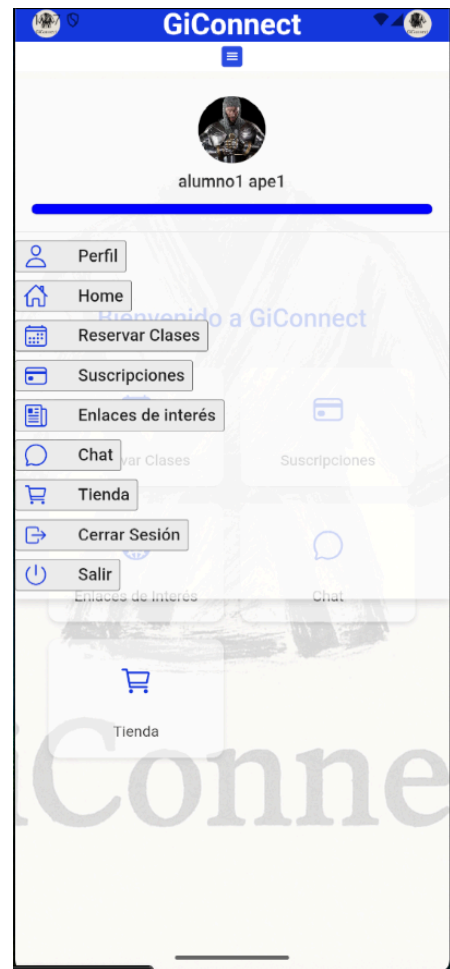 GiConnect
alumno1 ape1
Perfil
Home
Bienvenido a GiConnect
Reservar Clases
Suscripciones
Enlaces de interés
Chat
var Clases
Suscripciones
Tienda
Cerrar Sesión
Salir
Enlaces de Interés
Chat
Tienda
iConne